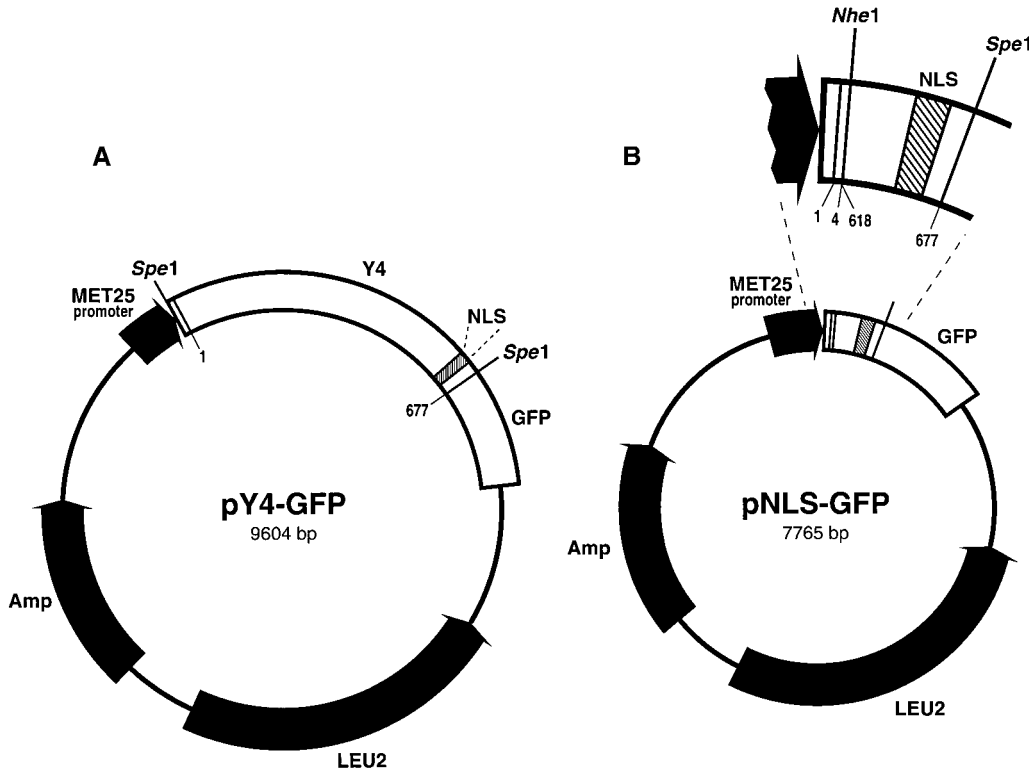 A
Spe1
Y4
MET25
promoter
1
NLS
Spe1
677
GFP
pY4-GFP
9604 bp
Amp
LEU2
B
Nhe1
Spe1
NLS
1 4 618
677
MET25
promoter
GFP
pNLS-GFP
7765 bp
Amp
LEU2